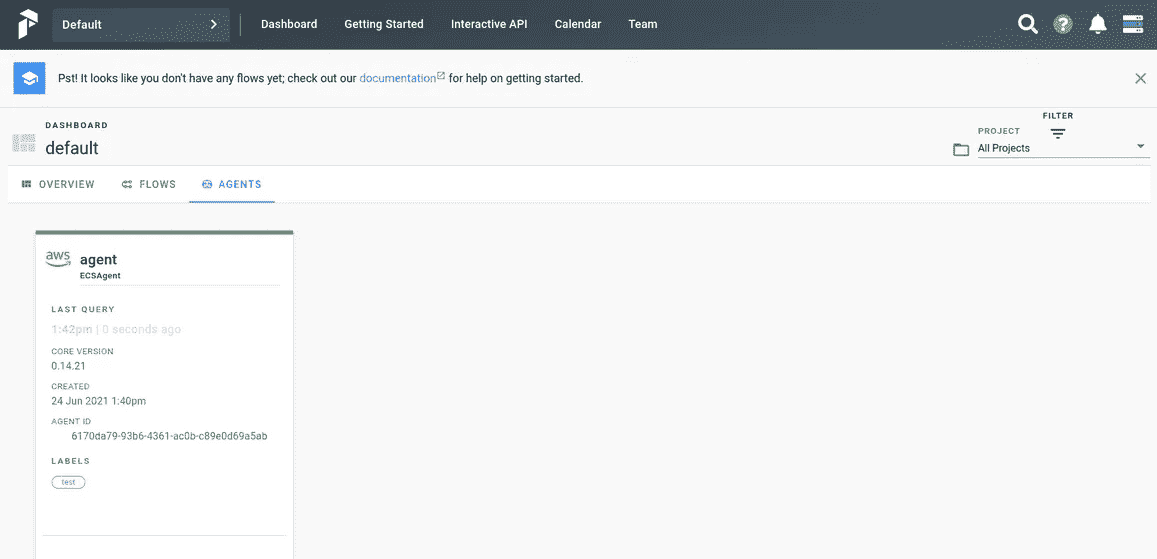 Default
Dashboard
Getting Started
Interactive API
Calendar
Team
Pst! It looks like you don't have any flows yet; check out our documentation for help on getting started.
DASHBOARD
default
FILTER
PROJECT
All Projects
OVERVIEW
FLOWS
AGENTS
aws
agent
ECSAgent
LAST QUERY
1:42pm | 0 seconds ago
CORE VERSION
0.14.21
CREATED
24 Jun 2021 1:40pm
AGENT ID
6170da79-93b6-4361-ac0b-c89e0d69a5ab
LABELS
test